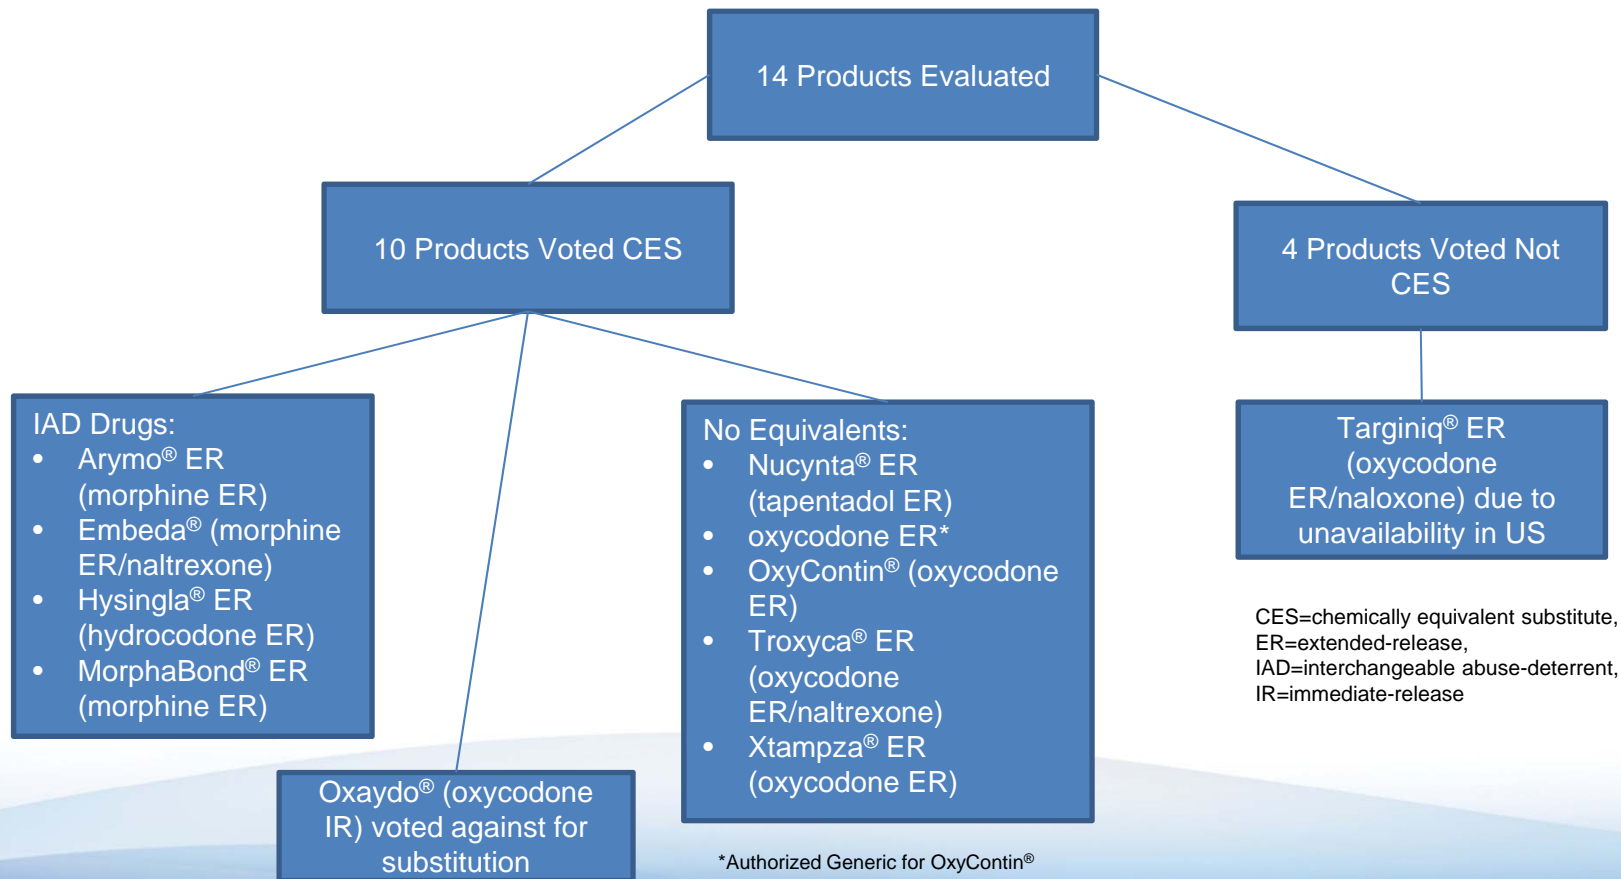 14 Products Evaluated
10 Products Voted CES
4 Products Voted Not
CES
IAD Drugs:
• Arymo® ER
(morphine ER)
• Embeda® (morphine
ER/naltrexone)
• Hysingla® ER
(hydrocodone ER)
• MorphaBond® ER
(morphine ER)
Oxaydo® (oxycodone
IR) voted against for
substitution
No Equivalents:
• Nucynta® ER
(tapentadol ER)
• oxycodone ER*
• OxyContin® (oxycodone
ER)
• Troxyca® ER
(oxycodone
ER/naltrexone)
• Xtampza® ER
(oxycodone ER)
Targiniq® ER
(oxycodone
ER/naloxone) due to
unavailability in US
CES=chemically equivalent substitute,
ER=extended-release,
IAD=interchangeable abuse-deterrent,
IR=immediate-release
*Authorized Generic for OxyContin®